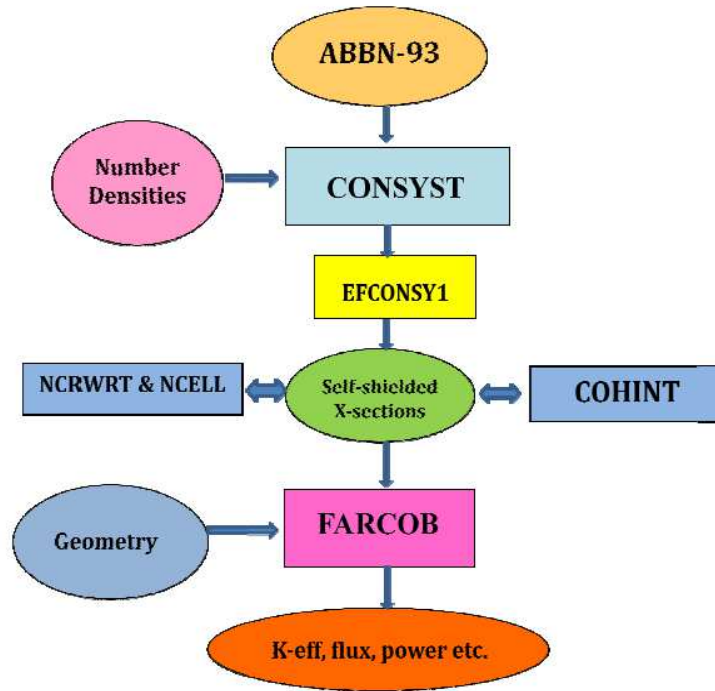 ABBN-93
Number
Densities
CONSYST
EFCONSY1
NCRWRT & NCELL
Self-shielded
X-sections
COHINT
FARCOB
Geometry
K-eff, flux, power etc.